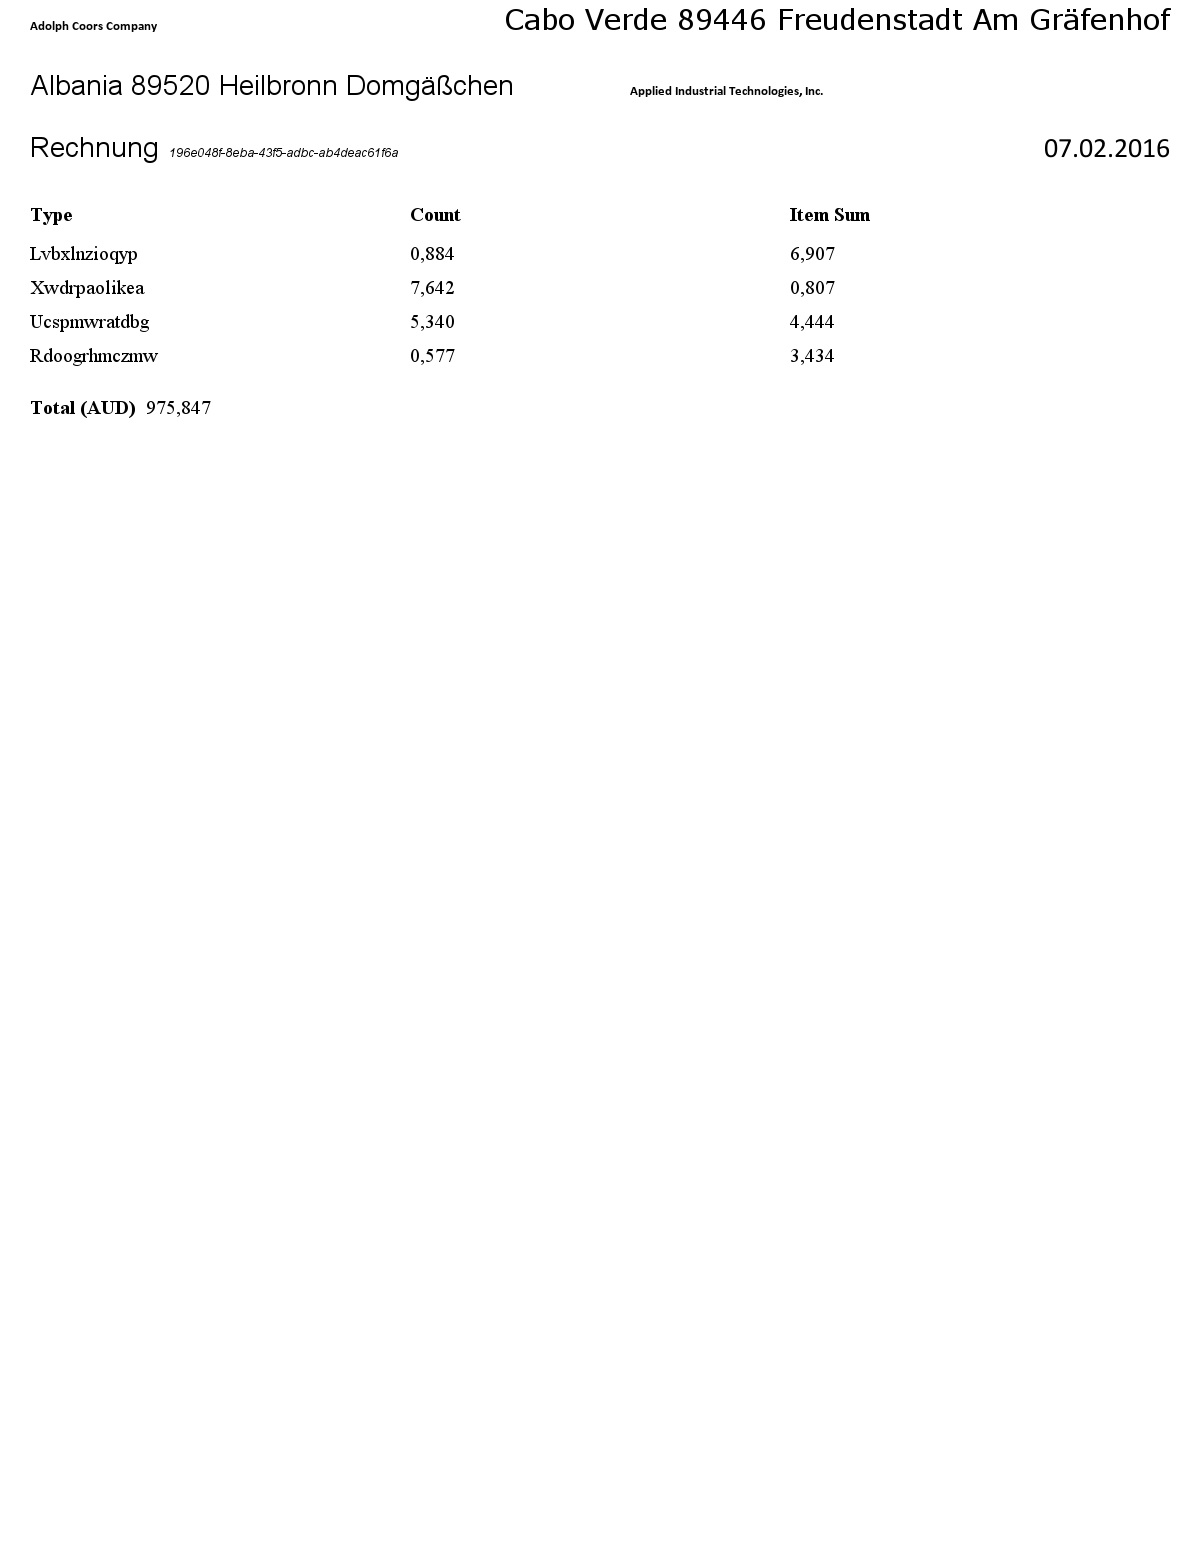 Adolph Coors Company Cabo Verde 89446 Freudenstadt Am Gräfenhof
Albania 89520 Heilbronn Domgäßchen Applied Industrial Technologies, Inc.
Rechnung 196e048f-8eba-43f5-adbc-ab4deac61f6a 07.02.2016
Type Count Item Sum
Lvbxlnzioqyp 0,884 6,907
Xwdrpaolikea 7,642 0,807
Ucspmwratdbg 5,340 4,444
Rdoogrhmczmw 0,577 3,434
Total (AUD) 975,847